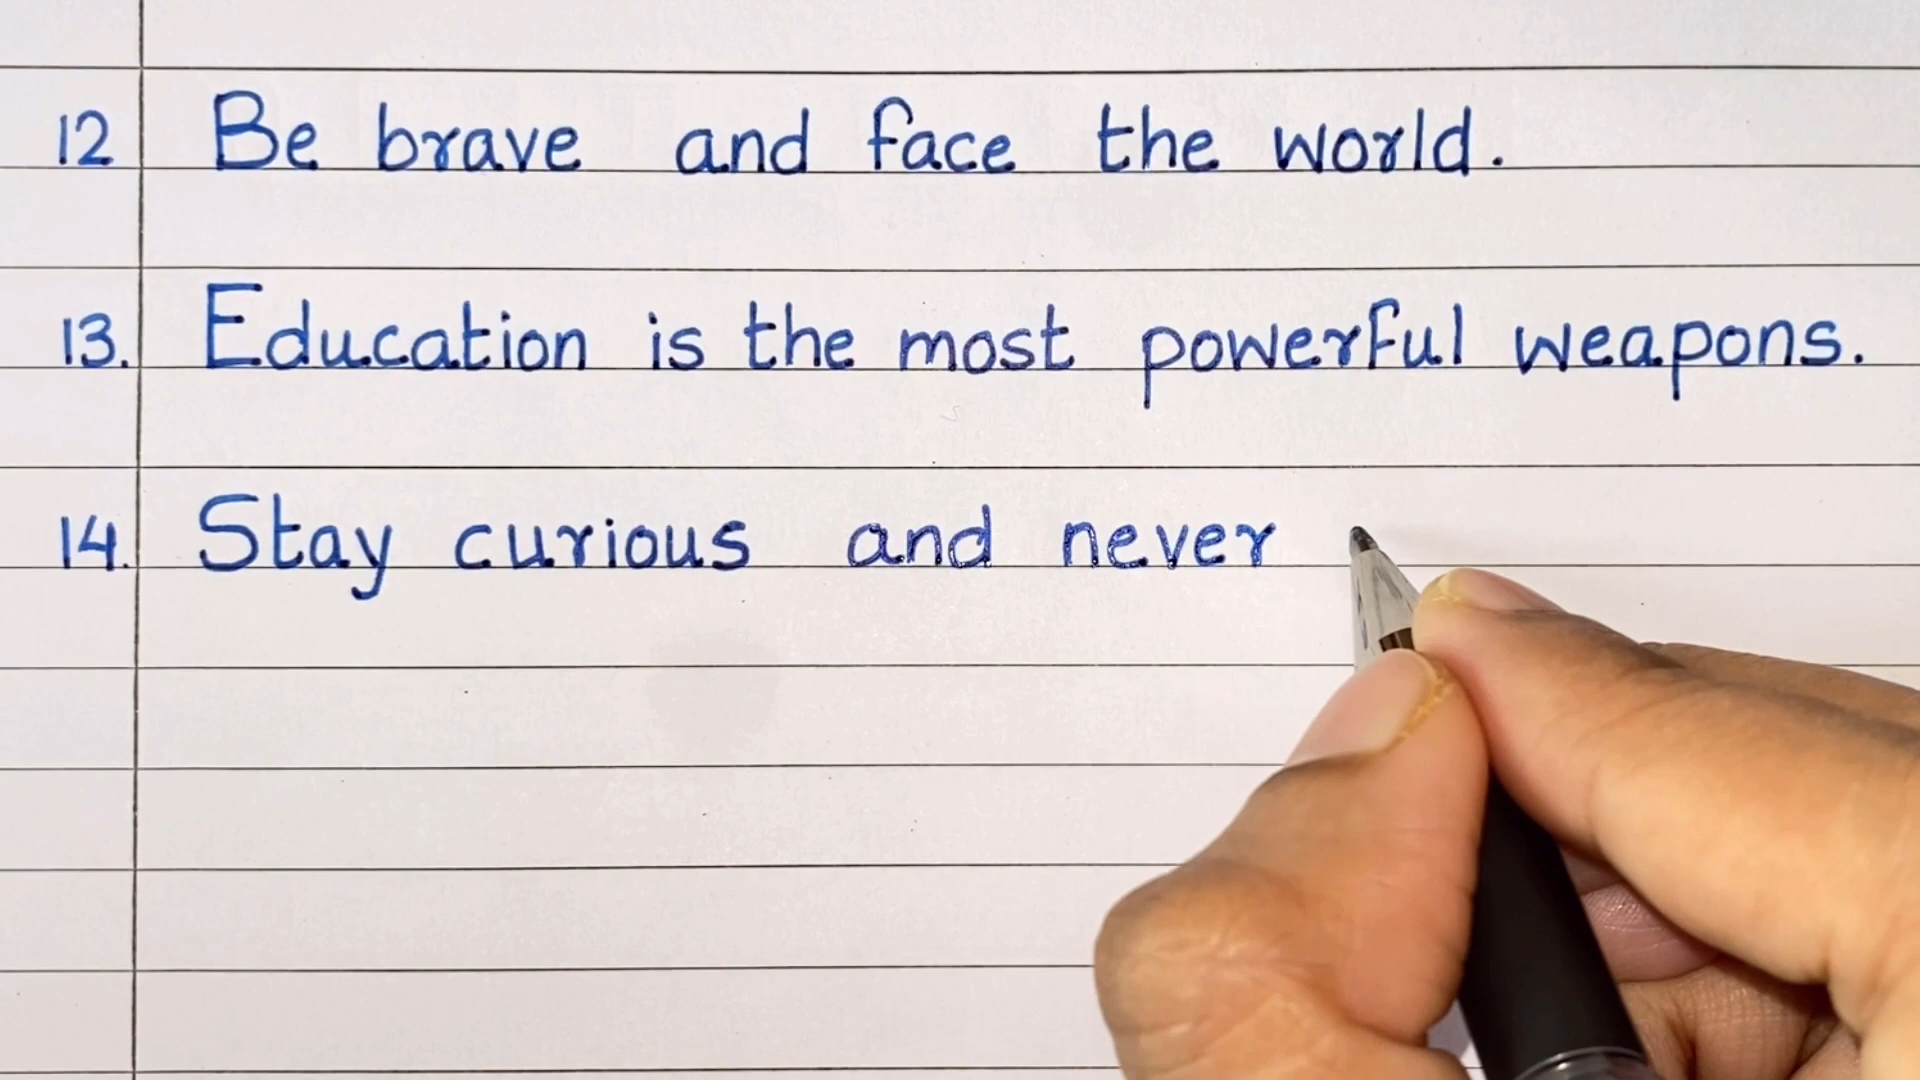 12 Be brave and face the world.
13. Education is the most powerful weapons.
14. Stay curious and never